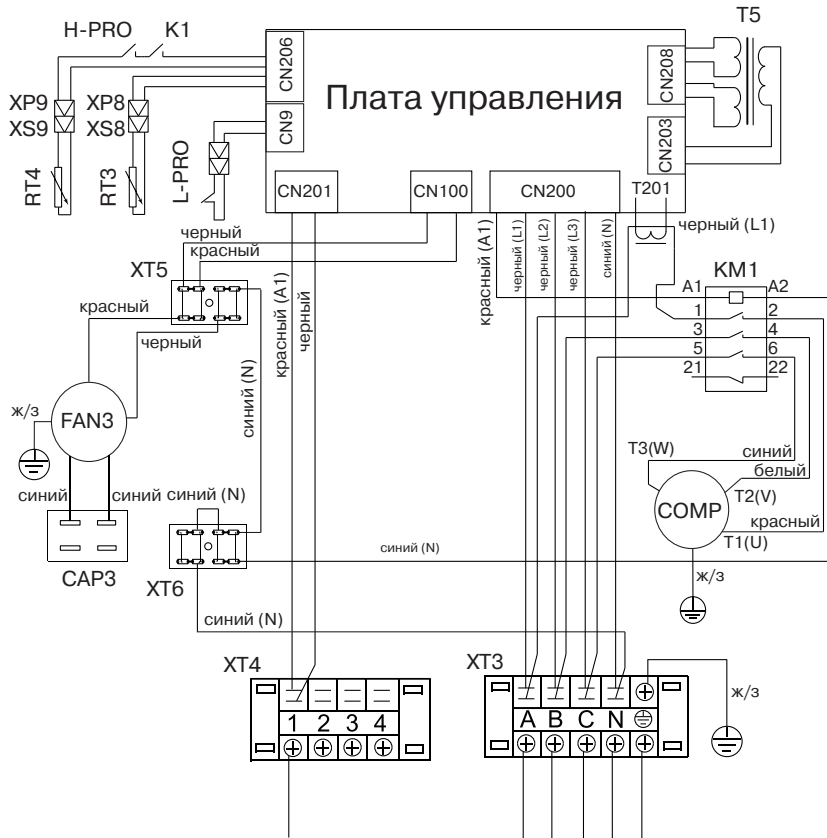 H-PRO K1
T5
CN206
CN208
Плата управления
XP9 XP8
XS9 XS8
CN9
CN203
L-PRO
RT4
RT3
CN201
CN100
CN200
T201
черный (L1)
черный
красный
красный (A1)
черный (L1)
черный (L2)
черный (L3)
синий (N)
XT5
KM1
A1 A2
красный
1 2
3 4
черный
5 6
21 22
красный (A1)
черный
синий (N)
ж/з
FAN3
T3(W)
синий
белый
синий
синий
синий (N)
COMP
T2(V)
красный
T1(U)
синий (N)
CAP3
XT6
ж/з
синий (N)
XT4
XT3
ж/з
1 2 3 4
A B C N